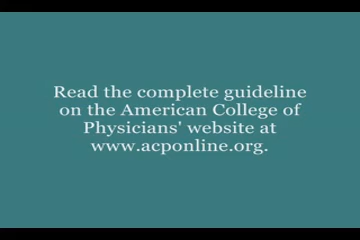 Read the complete guideline
on the American College of
Physicians' website at
www.acponline.org.